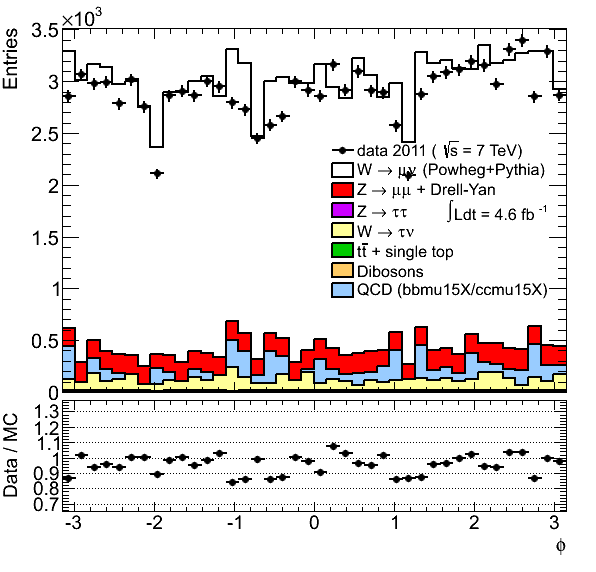 ×10³
3.5
3
2.5
2
1.5
1
0.5
0
Entries
data 2011 ( √s = 7 TeV)
W → μν (Powheg+Pythia)
Z → μμ + Drell-Yan
Z → ττ
∫Ldt = 4.6 fb⁻¹
W → τν
tt̄ + single top
Dibosons
QCD (bbmu15X/ccmu15X)
Data / MC
1.3
1.2
1.1
1
0.9
0.8
0.7
-3 -2 -1 0 1 2 3
ϕ